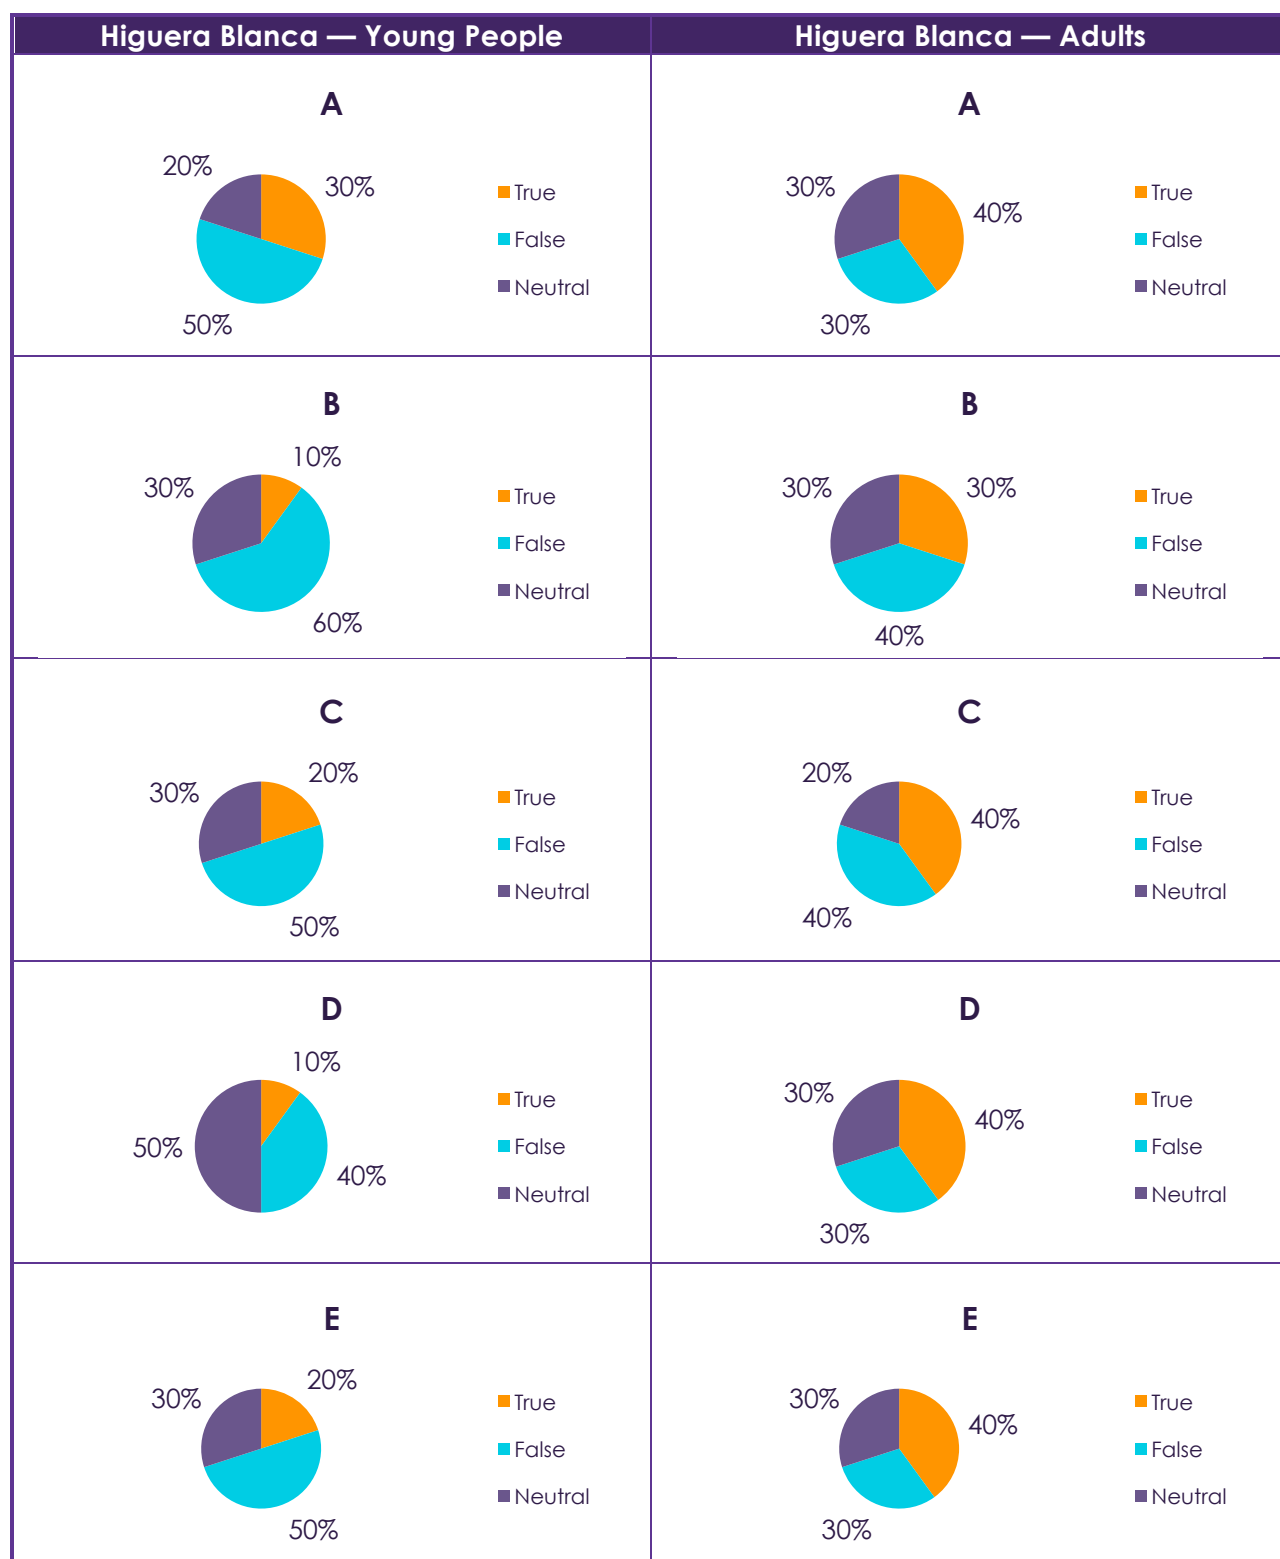 Higuera Blanca — Young People
Higuera Blanca — Adults
A
20%
30%
50%
True
False
Neutral
A
30%
40%
30%
True
False
Neutral
B
10%
30%
60%
True
False
Neutral
B
30%
30%
40%
True
False
Neutral
C
20%
30%
50%
True
False
Neutral
C
20%
40%
40%
True
False
Neutral
D
10%
50%
40%
True
False
Neutral
D
30%
40%
30%
True
False
Neutral
E
20%
30%
50%
True
False
Neutral
E
30%
40%
30%
True
False
Neutral